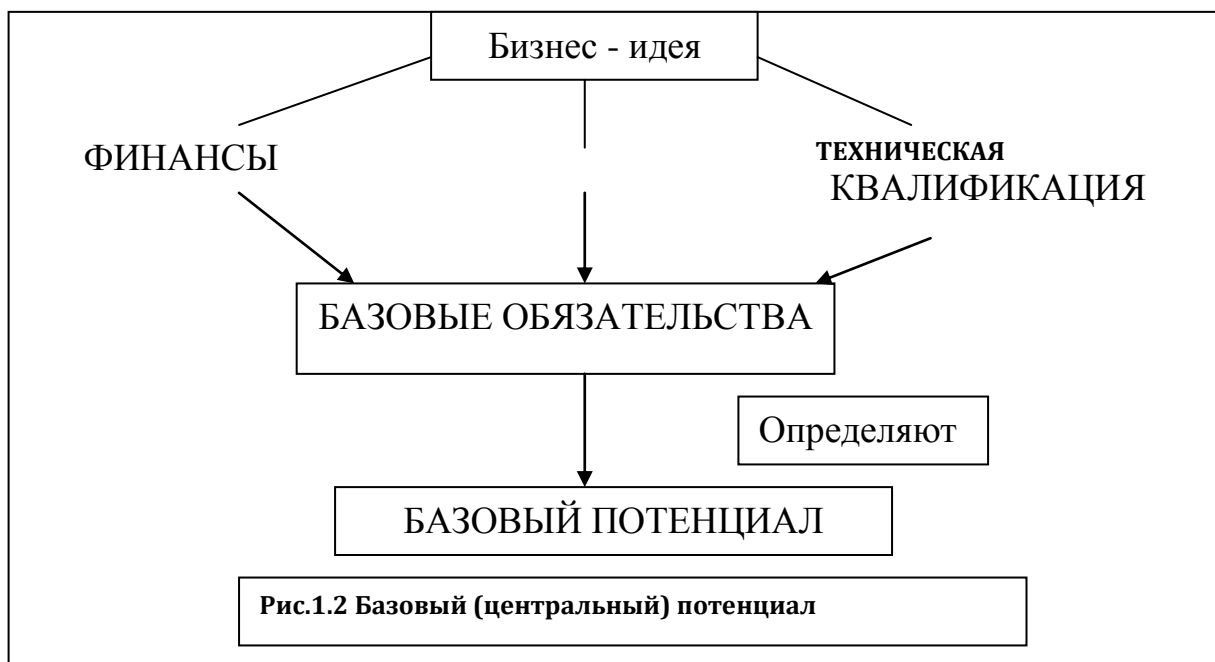 Бизнес - идея
ФИНАНСЫ
ТЕХНИЧЕСКАЯ
КВАЛИФИКАЦИЯ
БАЗОВЫЕ ОБЯЗАТЕЛЬСТВА
Определяют
БАЗОВЫЙ ПОТЕНЦИАЛ
Рис.1.2 Базовый (центральный) потенциал